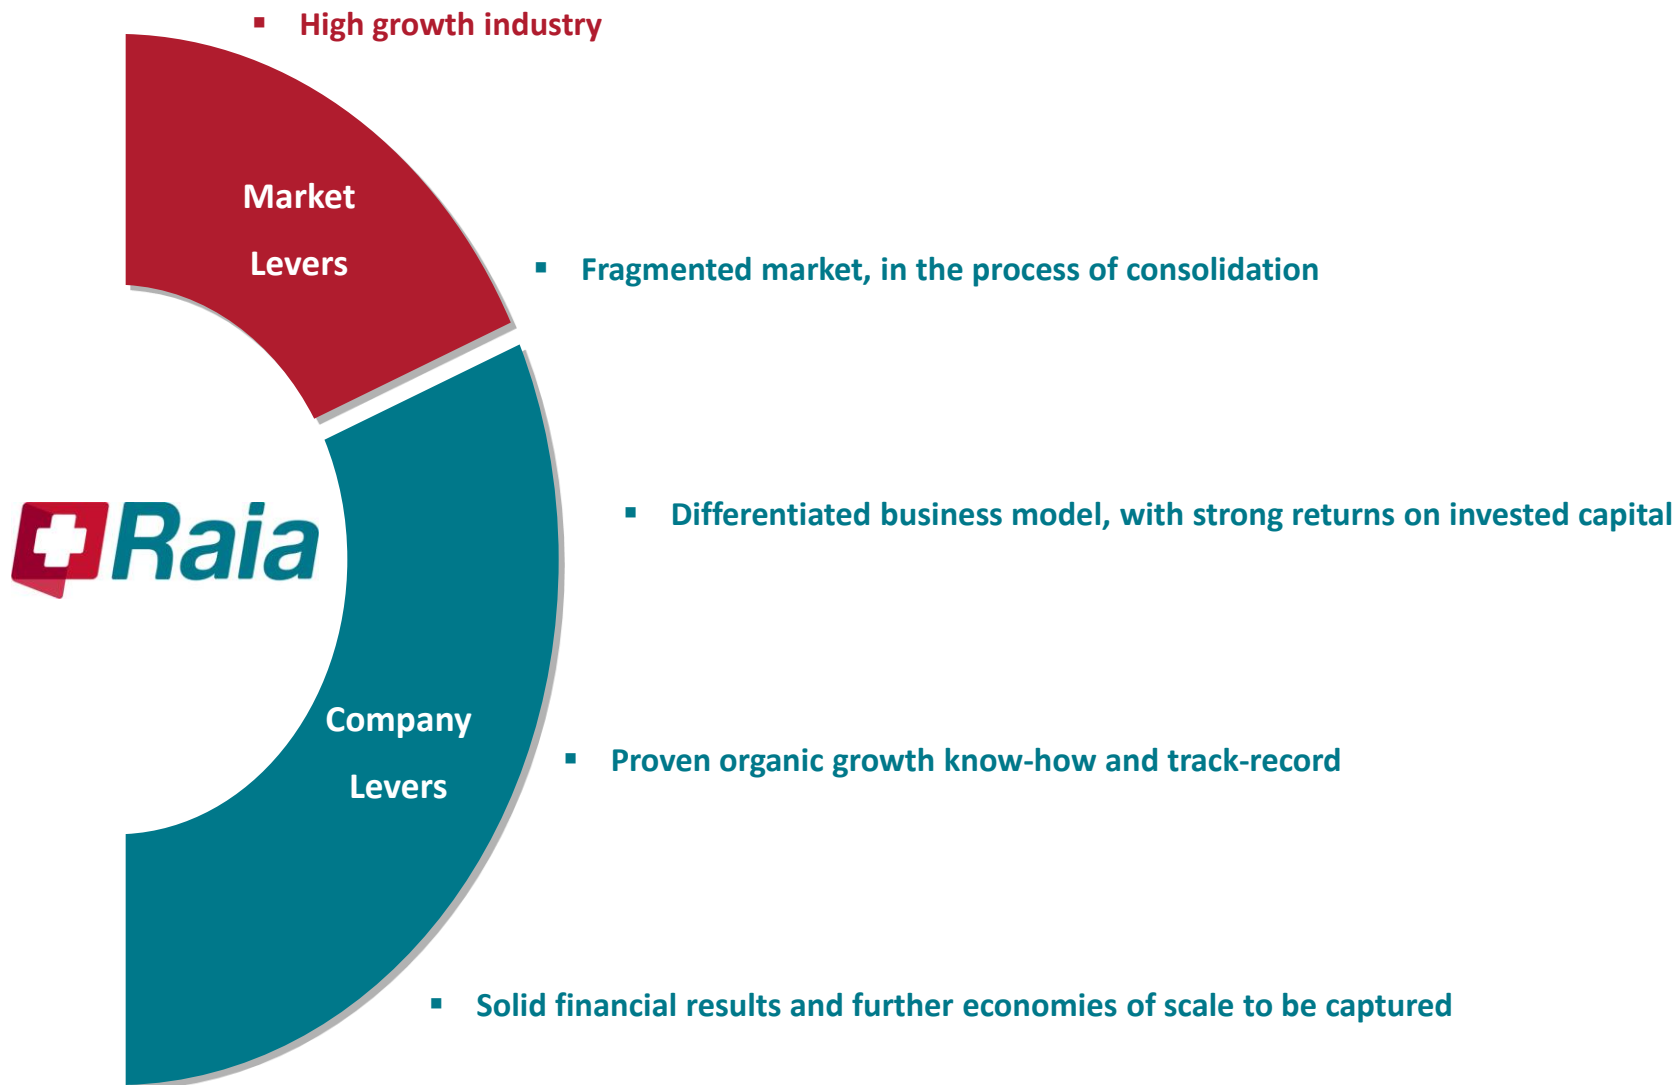 ▪ High growth industry
Market
Levers
▪ Fragmented market, in the process of consolidation
Raia
▪ Differentiated business model, with strong returns on invested capital
Company
Levers
▪ Proven organic growth know-how and track-record
▪ Solid financial results and further economies of scale to be captured